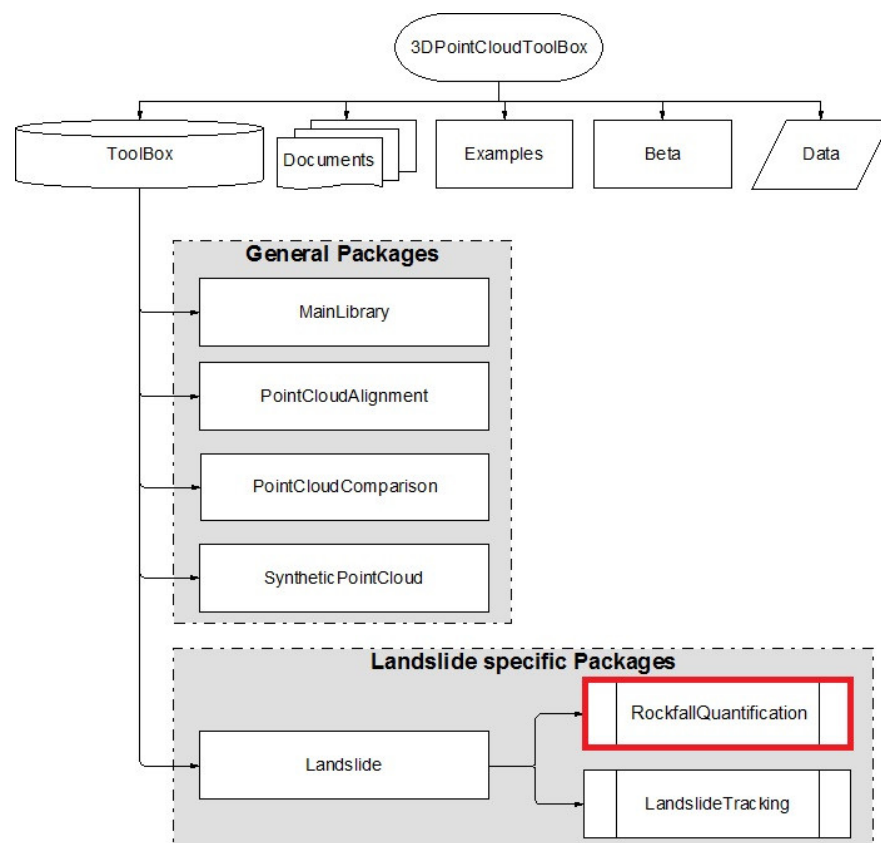 3DPointCloudToolBox
ToolBox
Documents
Examples
Beta
Data
General Packages
MainLibrary
PointCloudAlignment
PointCloudComparison
SyntheticPointCloud
Landslide specific Packages
RockfallQuantification
Landslide
LandslideTracking